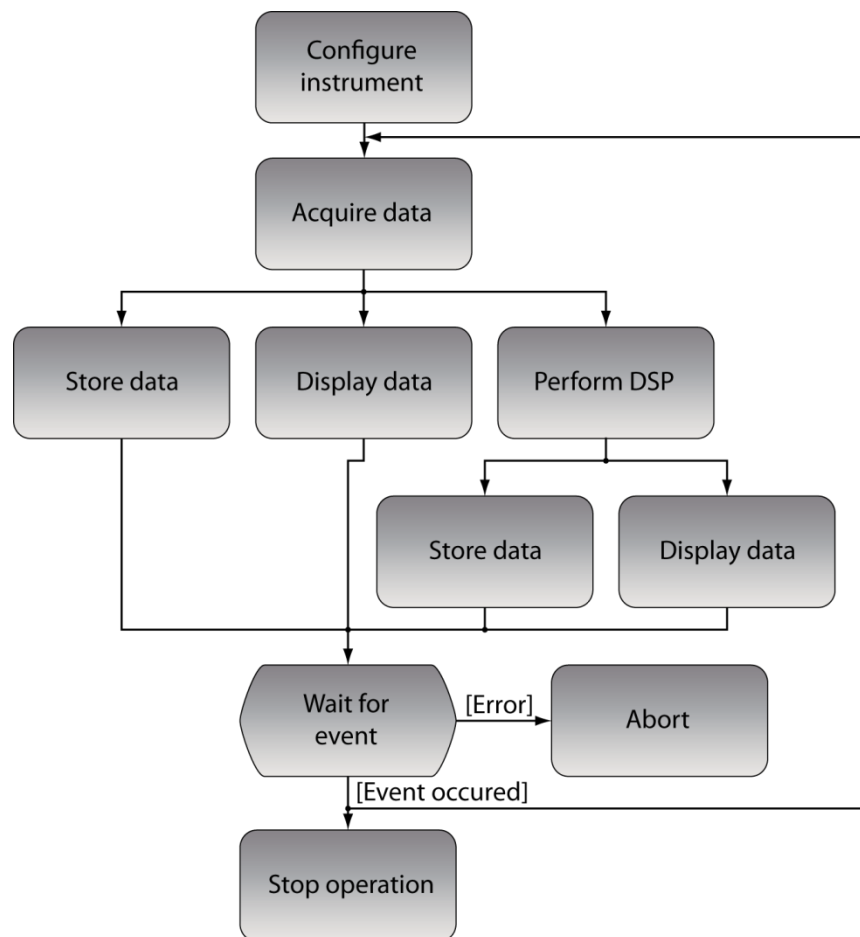 Configure
instrument
Acquire data
Store data
Display data
Perform DSP
Store data
Display data
Wait for
event
[Error]
Abort
[Event occured]
Stop operation